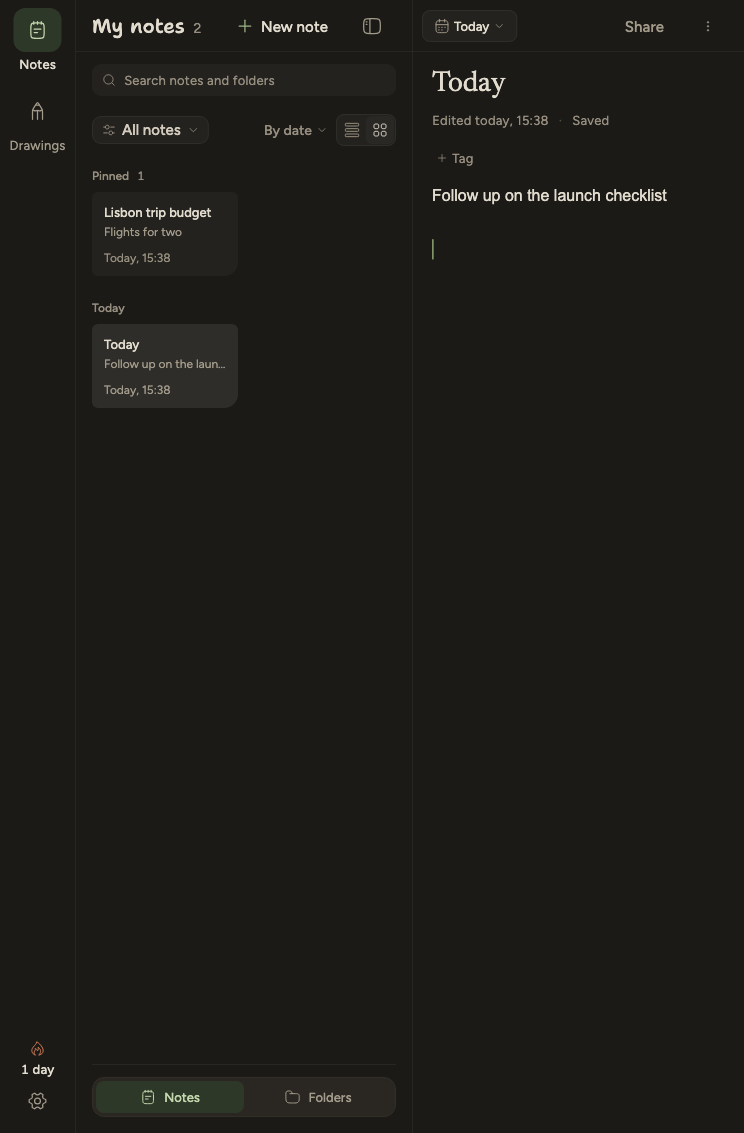 Notes
Drawings
1 day
My notes 2
New note
Search notes and folders
All notes
By date
Pinned 1
Lisbon trip budget
Flights for two
Today, 15:38
Today
Today
Follow up on the laun...
Today, 15:38
Notes
Folders
Today
Share
Today
Edited today, 15:38 · Saved
+ Tag
Follow up on the launch checklist